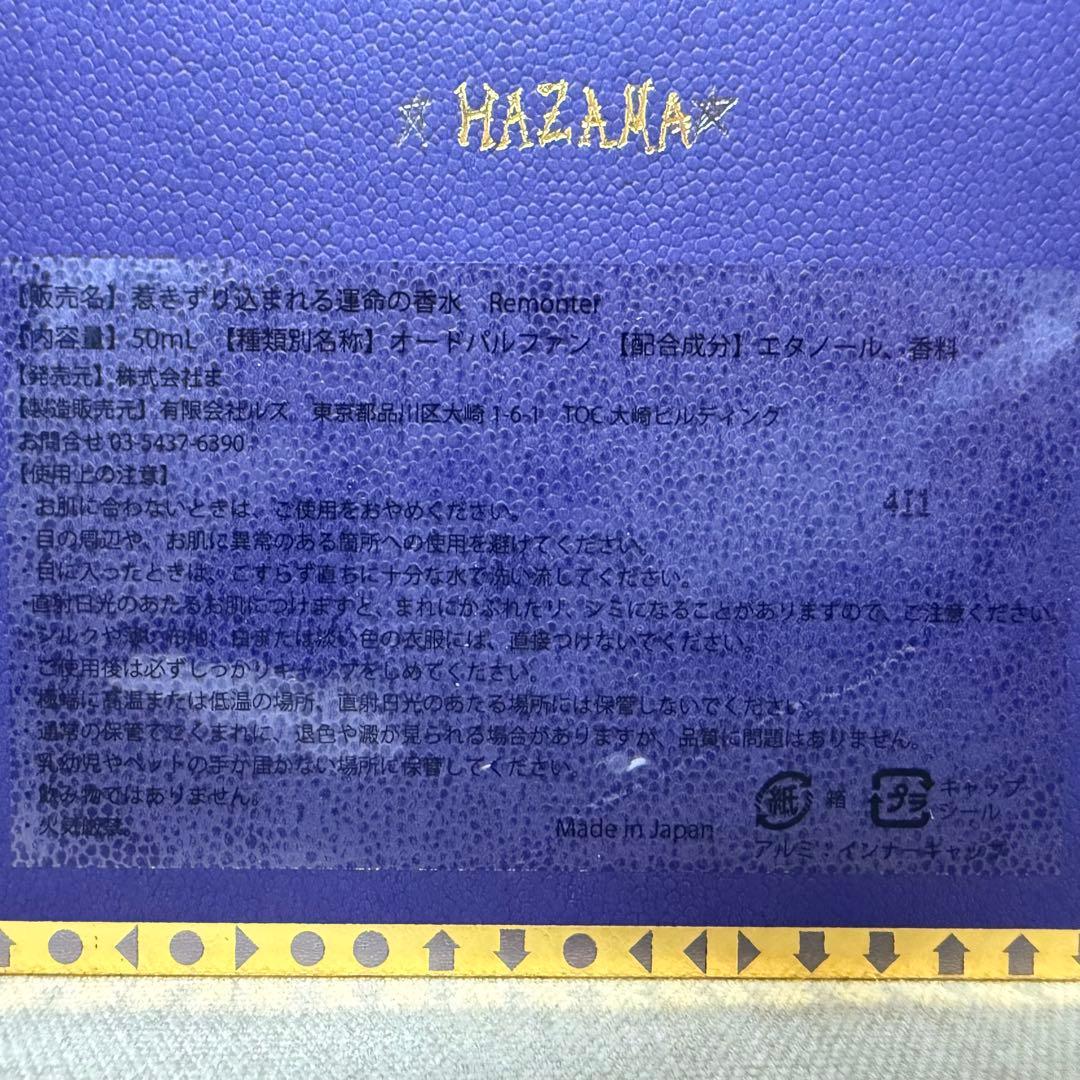 HAZAMA
【販売名】惹きずり込まれる運命の香水 Remonter
【内容量】50mL 【種類別名称】オードパルファン 【配合成分】エタノール、香料
【発売元】株式会社ま
【製造販売元】有限会社ルズ 東京都品川区大崎1-6-1 TOC大崎ビルディング
お問合せ 03-5437-6390
【使用上の注意】
・お肌に合わないときは、ご使用をおやめください。
411
・目の周辺や、お肌に異常のある箇所への使用を避けてください。
・目に入ったときは、こすらず直ちに十分な水で洗い流してください。
・直射日光のあたるお肌につけますと、まれにかぶれたり、シミになることがありますので、ご注意ください。
・シルクや薄い布地、白または淡い色の衣服には、直接つけないでください。
・ご使用後は必ずしっかりキャップをしめてください。
・極端に高温または低温の場所、直射日光のあたる場所には保管しないでください。
・通常の保管でごくまれに、退色や澱が見られる場合がありますが、品質に問題はありません。
・乳幼児やペットの手が届かない場所に保管してください。
飲み物ではありません。
火気厳禁。
Made in Japan
紙 箱 プラ キャップ
シール
アルミ・インナーキャップ